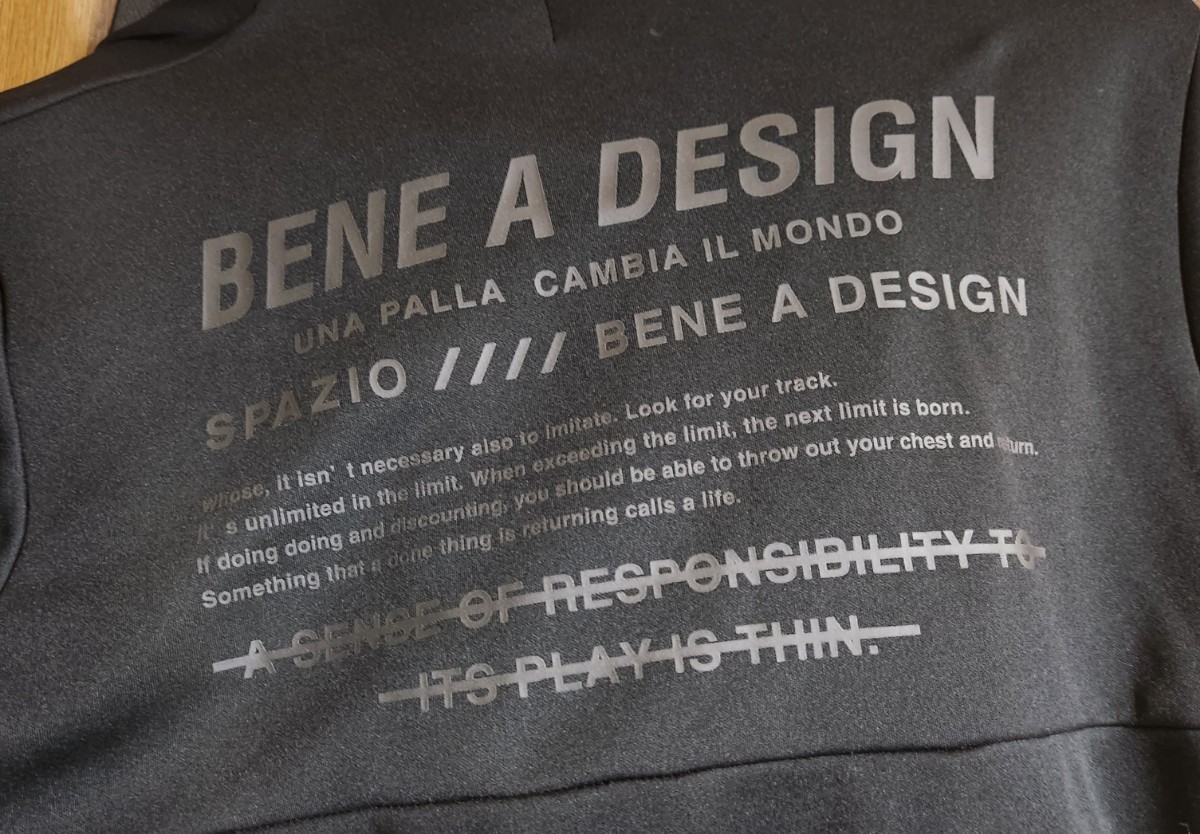 BENE A DESIGN
UNA PALLA CAMBIA IL MONDO
SPAZIO //// BENE A DESIGN
whose, it isn' t necessary also to imitate. Look for your track.
It' s unlimited in the limit. When exceeding the limit, the next limit is born.
If doing doing and discounting, you should be able to throw out your chest and
Something that a done thing is returning calls a life.
A SENSE OF RESPONSIBILITY TO
ITS PLAY IS THIN.